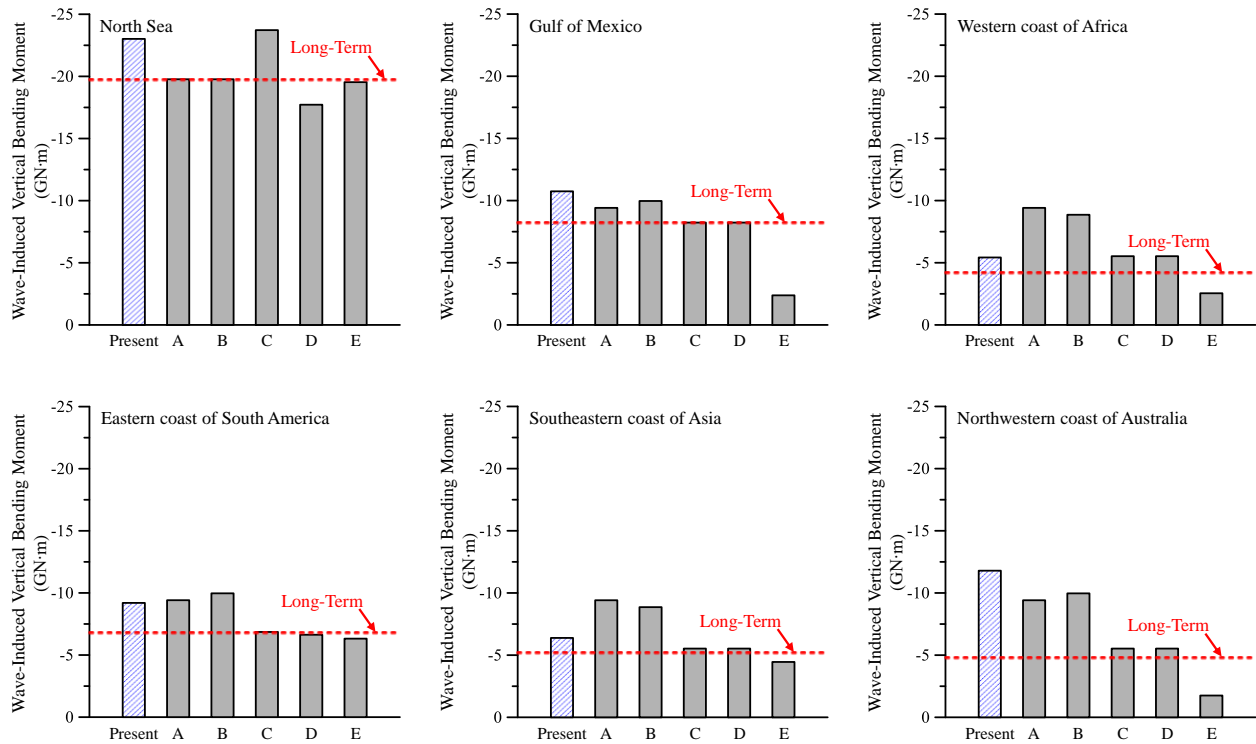 North Sea
Long-Term
Wave-Induced Vertical Bending Moment
(GN·m)
-25
-20
-15
-10
-5
0
Present A B C D E
Gulf of Mexico
Long-Term
Wave-Induced Vertical Bending Moment
(GN·m)
-25
-20
-15
-10
-5
0
Present A B C D E
Western coast of Africa
Long-Term
Wave-Induced Vertical Bending Moment
(GN·m)
-25
-20
-15
-10
-5
0
Present A B C D E
Eastern coast of South America
Long-Term
Wave-Induced Vertical Bending Moment
(GN·m)
-25
-20
-15
-10
-5
0
Present A B C D E
Southeastern coast of Asia
Long-Term
Wave-Induced Vertical Bending Moment
(GN·m)
-25
-20
-15
-10
-5
0
Present A B C D E
Northwestern coast of Australia
Long-Term
Wave-Induced Vertical Bending Moment
(GN·m)
-25
-20
-15
-10
-5
0
Present A B C D E